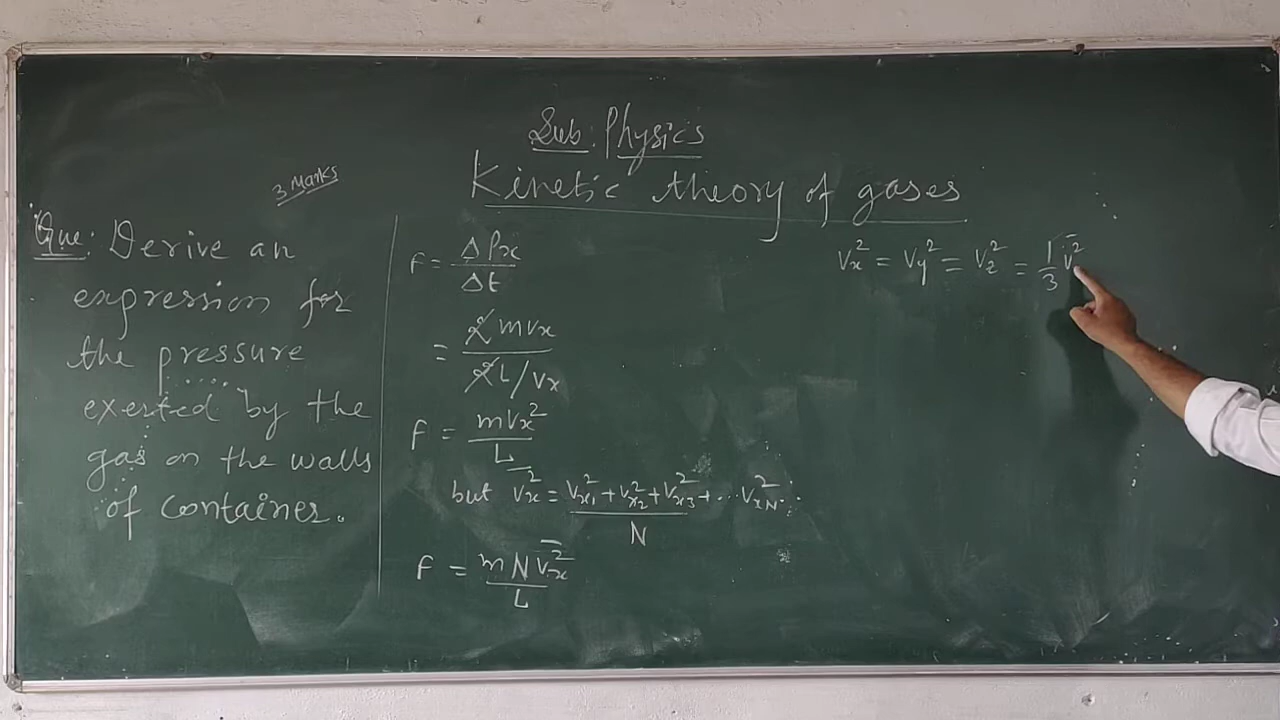 Sub: Physics
Kinetic theory of gases
3 Marks
Que: Derive an
expression for
the pressure
exerted by the
gas on the walls
of container.
F = ΔPx / Δt
= 2mvx / 2L/vx
F = mvx² / L
but v̅x² = vx₁² + vx₂² + vx₃² + ... vxN² / N
F = mNv̅x² / L
vx² = vy² = vz² = 1/3 v̅²